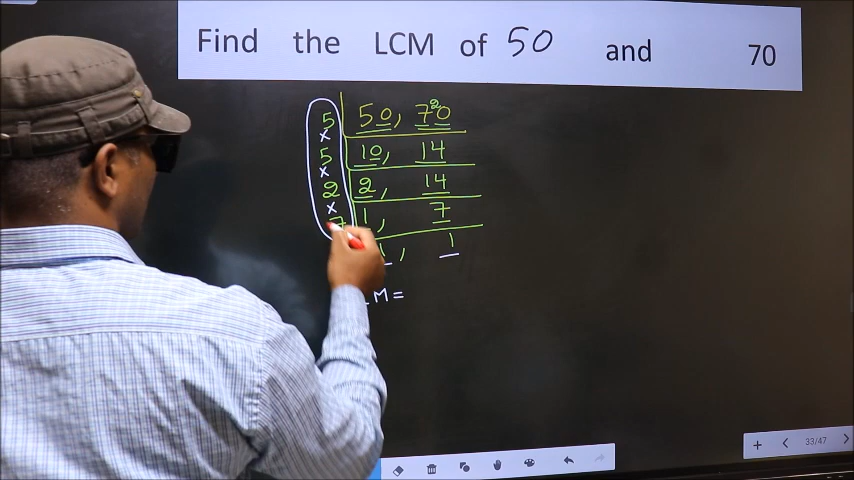 Find the LCM of 50 and 70
5 50, 7²0
×
5 10, 14
×
2 2, 14
×
7 1, 7
1, 1
M =
33/47